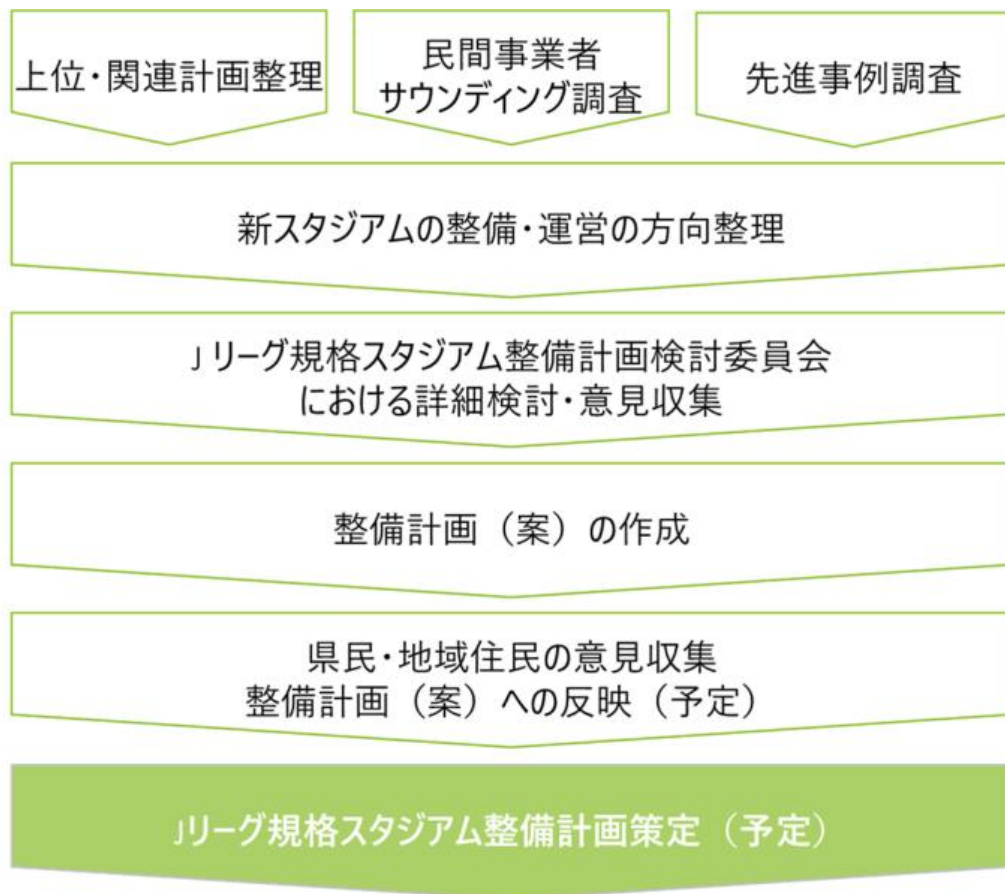 上位・関連計画整理
民間事業者
サウンディング調査
先進事例調査
新スタジアムの整備・運営の方向整理
Jリーグ規格スタジアム整備計画検討委員会
における詳細検討・意見収集
整備計画（案）の作成
県民・地域住民の意見収集
整備計画（案）への反映（予定）
Jリーグ規格スタジアム整備計画策定（予定）